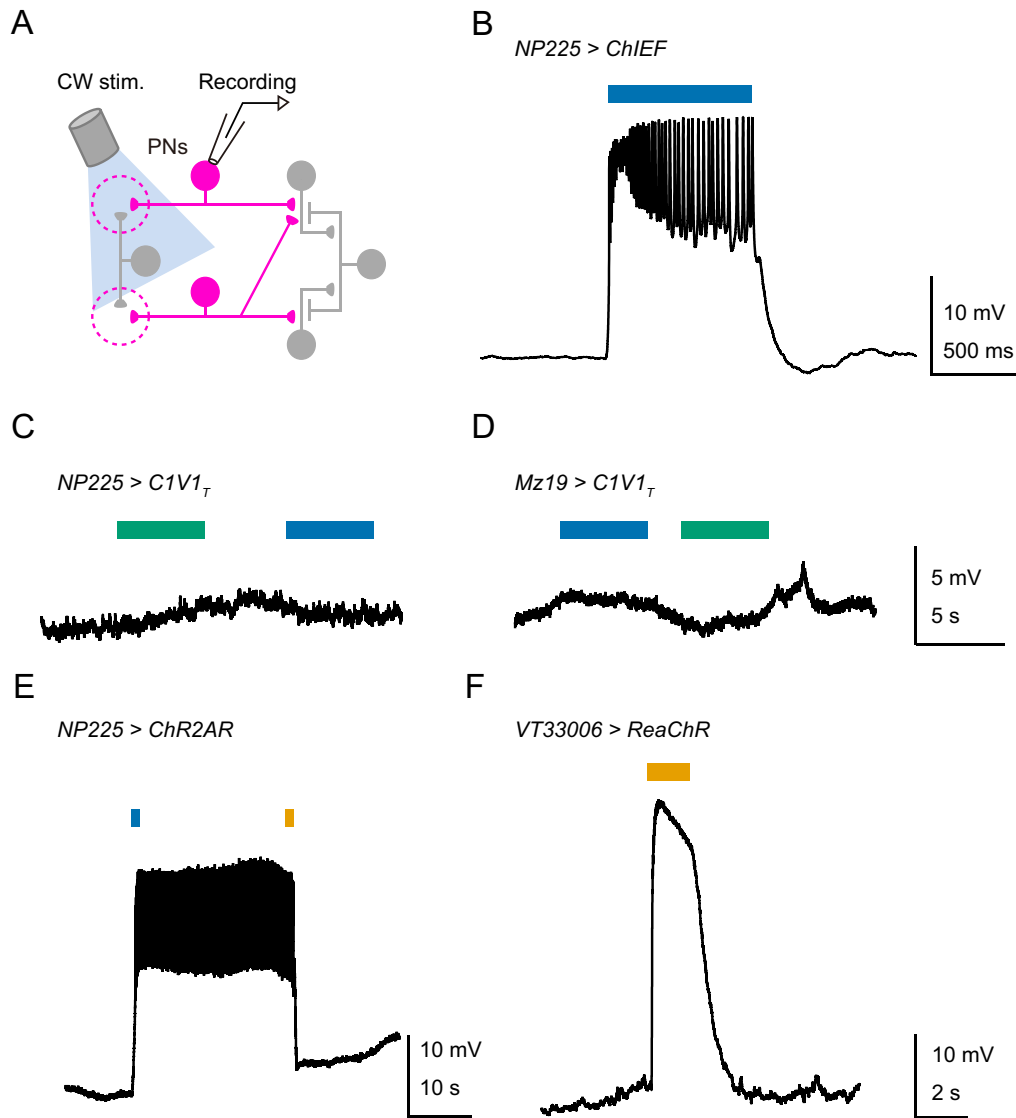 A
CW stim.
Recording
PNs
B
NP225 > ChIEF
10 mV
500 ms
C
NP225 > C1V1T
D
Mz19 > C1V1T
5 mV
5 s
E
NP225 > ChR2AR
10 mV
10 s
F
VT33006 > ReaChR
10 mV
2 s